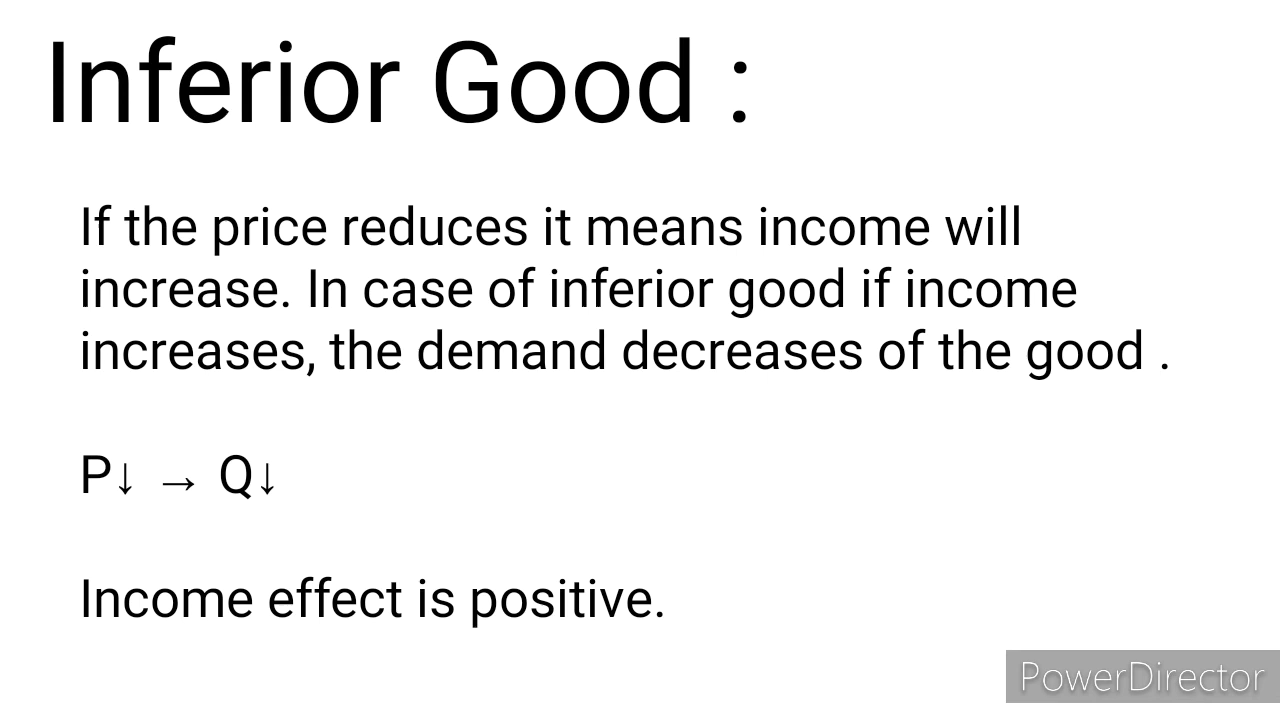 Inferior Good :
If the price reduces it means income will
increase. In case of inferior good if income
increases, the demand decreases of the good .
P↓ → Q↓
Income effect is positive.
PowerDirector